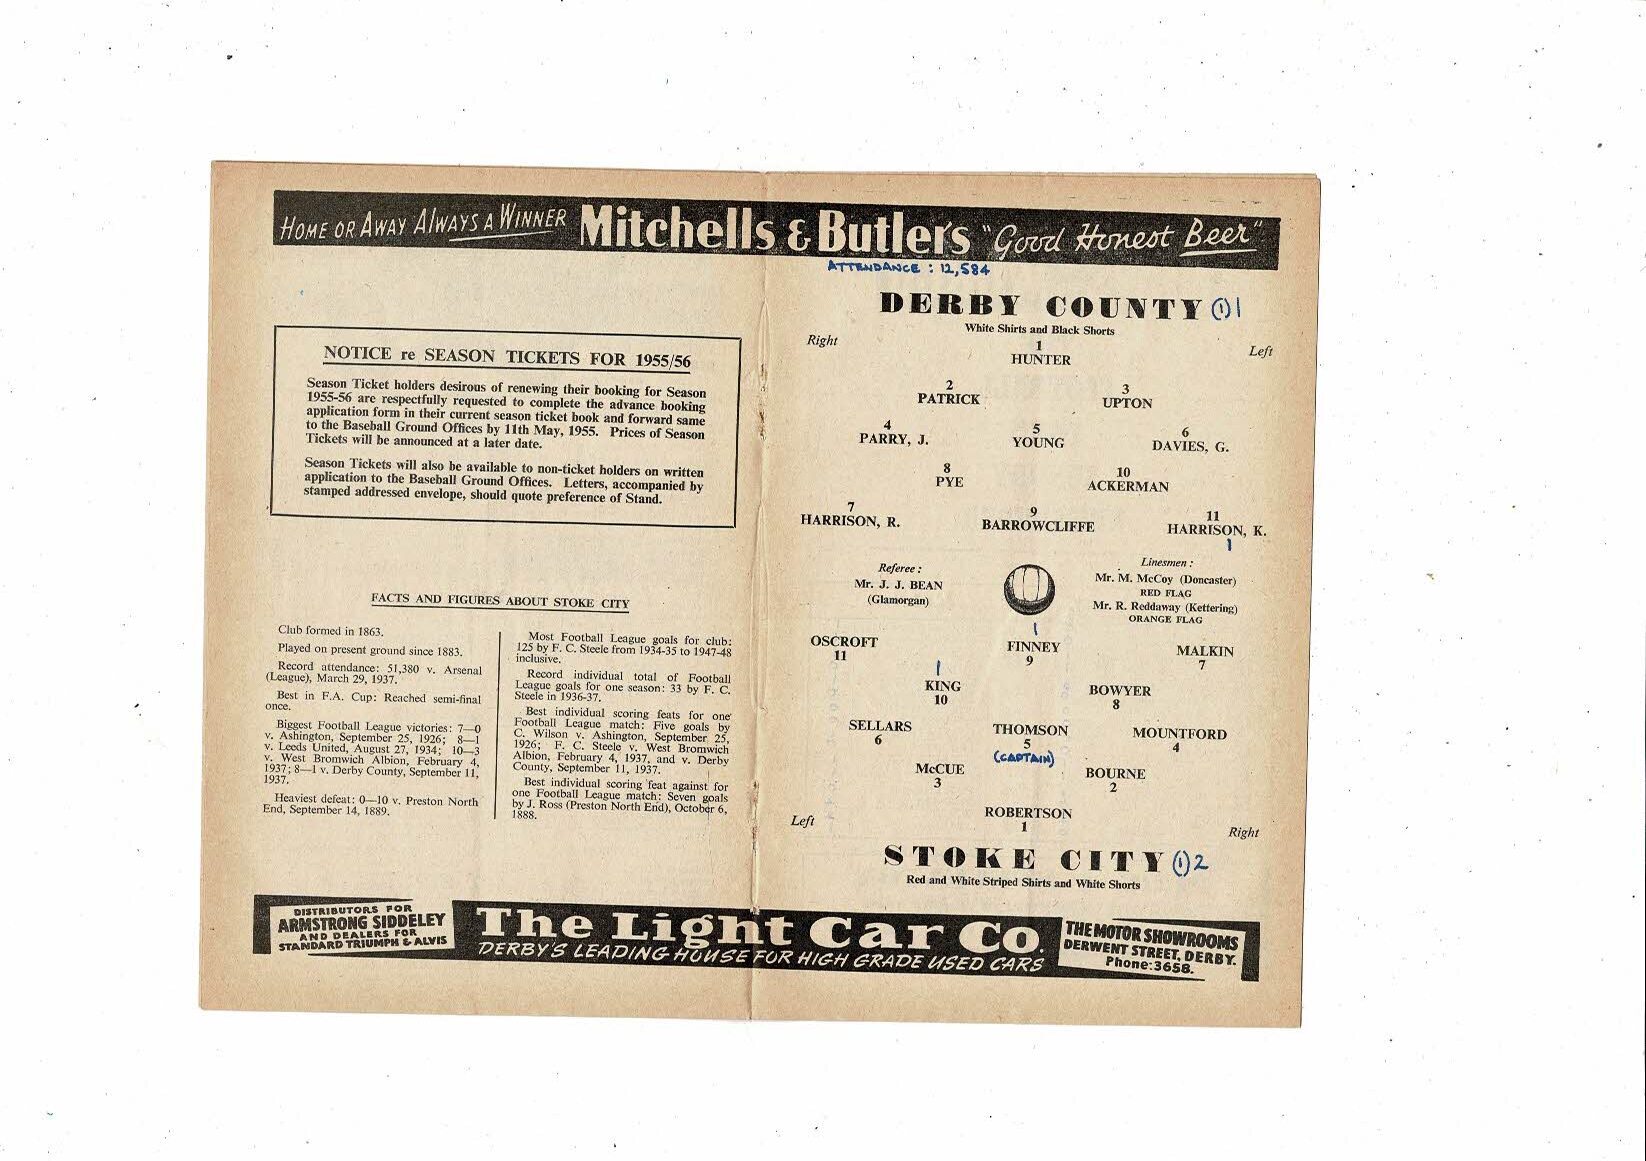 HOME OR AWAY ALWAYS A WINNER Mitchells & Butlers "Good Honest Beer"
NOTICE re SEASON TICKETS FOR 1955/56
Season Ticket holders desirous of renewing their booking for Season
1955-56 are respectfully requested to complete the advance booking
application form in their current season ticket book and forward same
to the Baseball Ground Offices by 11th May, 1955. Prices of Season
Tickets will be announced at a later date.
Season Tickets will also be available to non-ticket holders on written
application to the Baseball Ground Offices. Letters, accompanied by
stamped addressed envelope, should quote preference of Stand.
FACTS AND FIGURES ABOUT STOKE CITY
Club formed in 1863.
Played on present ground since 1883.
Record attendance: 51,380 v. Arsenal
(League), March 29, 1937.
Best in F.A. Cup: Reached semi-final
once.
Biggest Football League victories: 7—0
v. Ashington, September 25, 1926; 8—1
v. Leeds United, August 27, 1934; 10—3
v. West Bromwich Albion, February 4,
1937; 8—1 v. Derby County, September 11,
1937.
Heaviest defeat: 0—10 v. Preston North
End, September 14, 1889.
Most Football League goals for club:
125 by F. C. Steele from 1934-35 to 1947-48
inclusive.
Record individual total of Football
League goals for one season: 33 by F. C.
Steele in 1936-37.
Best individual scoring feats for one
Football League match: Five goals by
C. Wilson v. Ashington, September 25,
1926; F. C. Steele v. West Bromwich
Albion, February 4, 1937, and v. Derby
County, September 11, 1937.
Best individual scoring feat against for
one Football League match: Seven goals
by J. Ross (Preston North End), October 6,
1888.
ATTENDANCE : 12,584
DERBY COUNTY (1) 1
White Shirts and Black Shorts
Right
Left
1
HUNTER
2
PATRICK
3
UPTON
4
PARRY, J.
5
YOUNG
6
DAVIES, G.
8
PYE
10
ACKERMAN
7
HARRISON, R.
9
BARROWCLIFFE
11
HARRISON, K.
1
Referee :
Mr. J. J. BEAN
(Glamorgan)
Linesmen :
Mr. M. McCoy (Doncaster)
RED FLAG
Mr. R. Reddaway (Kettering)
ORANGE FLAG
OSCROFT
11
1
FINNEY
9
MALKIN
7
1
KING
10
BOWYER
8
SELLARS
6
THOMSON
5
(CAPTAIN)
MOUNTFORD
4
McCUE
3
BOURNE
2
ROBERTSON
1
Left
Right
STOKE CITY (1) 2
Red and White Striped Shirts and White Shorts
DISTRIBUTORS FOR
ARMSTRONG SIDDELEY
AND DEALERS FOR
STANDARD TRIUMPH & ALVIS
The Light Car Co.
DERBY'S LEADING HOUSE FOR HIGH GRADE USED CARS
THE MOTOR SHOWROOMS
DERWENT STREET, DERBY.
Phone:3658.